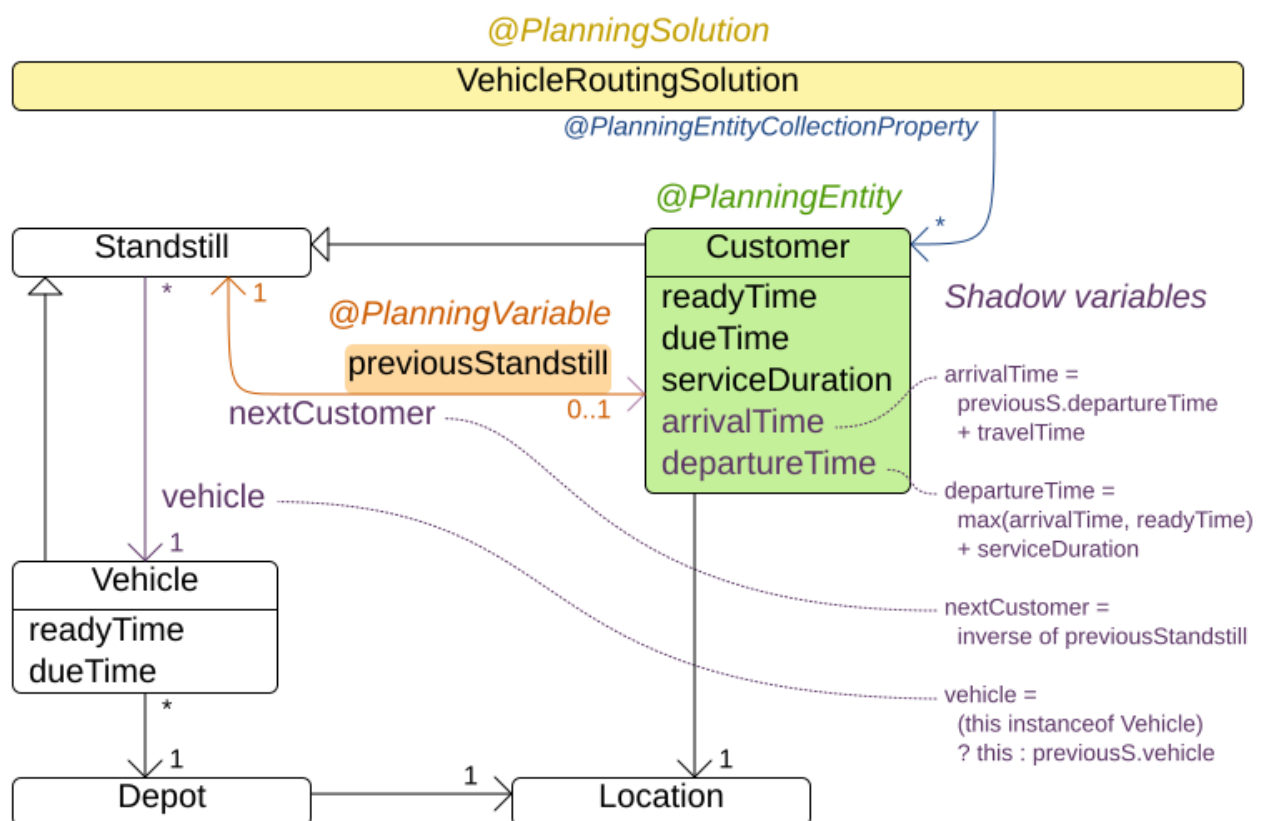 @PlanningSolution
VehicleRoutingSolution
@PlanningEntityCollectionProperty
@PlanningEntity
*
Standstill
Customer
*
1
readyTime
dueTime
serviceDuration
arrivalTime
departureTime
@PlanningVariable
previousStandstill
0..1
nextCustomer
vehicle
1
Shadow variables
arrivalTime =
previousS.departureTime
+ travelTime
departureTime =
max(arrivalTime, readyTime)
+ serviceDuration
nextCustomer =
inverse of previousStandstill
vehicle =
(this instanceof Vehicle)
? this : previousS.vehicle
Vehicle
readyTime
dueTime
*
1
1
1
Depot
Location